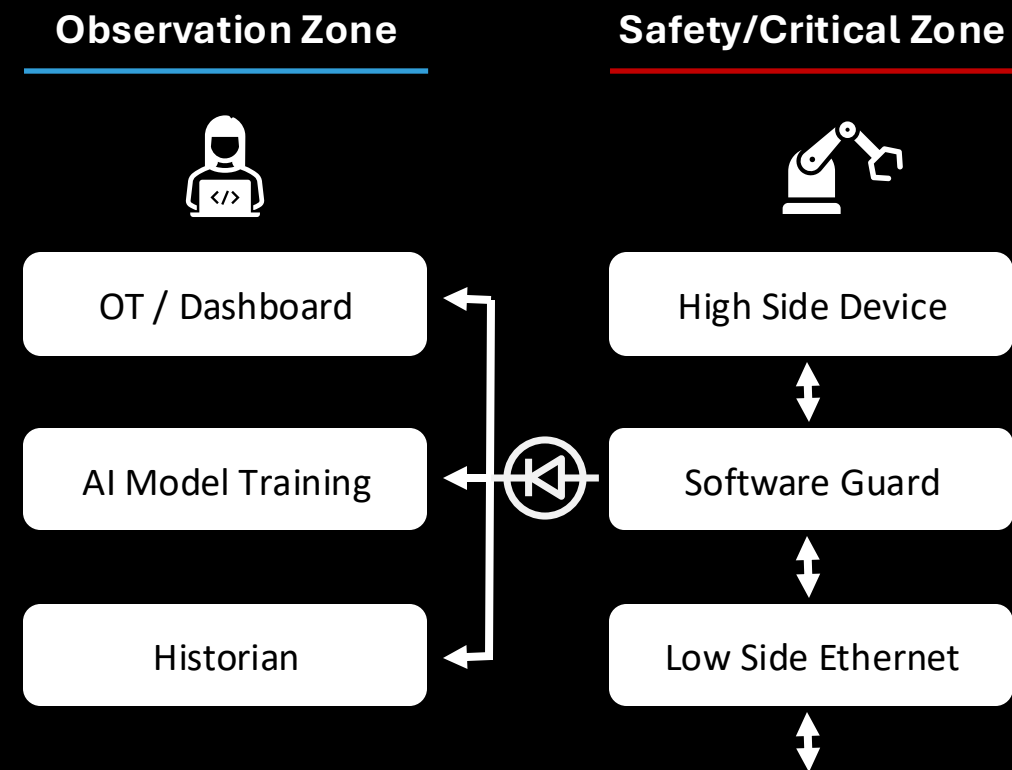 Observation Zone
Safety/Critical Zone
</>
OT / Dashboard
High Side Device
AI Model Training
Software Guard
Historian
Low Side Ethernet